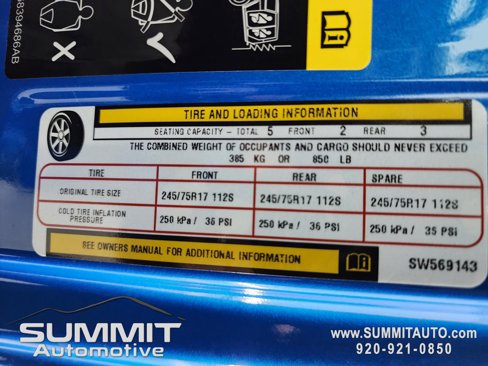 68394686AB
TIRE AND LOADING INFORMATION
SEATING CAPACITY - TOTAL 5 FRONT 2 REAR 3
THE COMBINED WEIGHT OF OCCUPANTS AND CARGO SHOULD NEVER EXCEED
385 KG OR 850 LB
TIRE FRONT REAR SPARE
ORIGINAL TIRE SIZE 245/75R17 112S 245/75R17 112S 245/75R17 112S
COLD TIRE INFLATION PRESSURE 250 kPa / 36 PSI 250 kPa / 36 PSI 250 kPa / 36 PSI
SEE OWNERS MANUAL FOR ADDITIONAL INFORMATION
SW569143
SUMMIT
Automotive
WWW.SUMMITAUTO.COM
920-921-0850